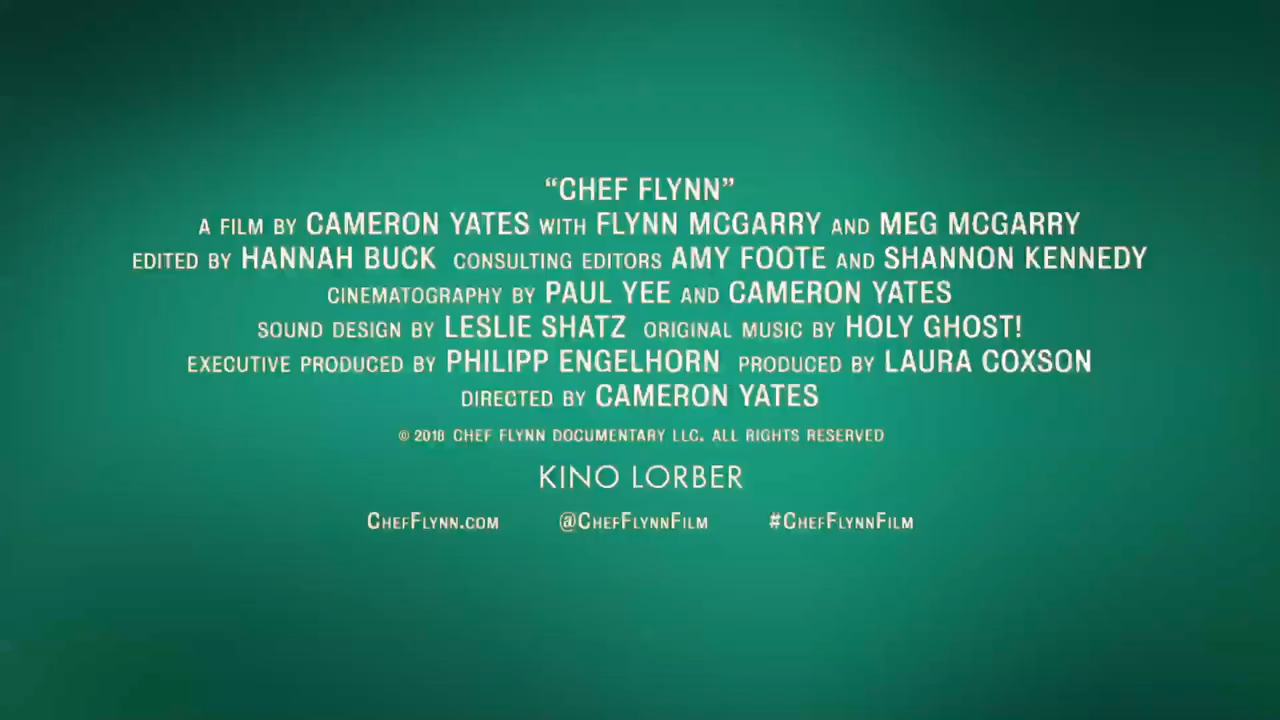 “CHEF FLYNN”
A FILM BY CAMERON YATES WITH FLYNN MCGARRY AND MEG MCGARRY
EDITED BY HANNAH BUCK CONSULTING EDITORS AMY FOOTE AND SHANNON KENNEDY
CINEMATOGRAPHY BY PAUL YEE AND CAMERON YATES
SOUND DESIGN BY LESLIE SHATZ ORIGINAL MUSIC BY HOLY GHOST!
EXECUTIVE PRODUCED BY PHILIPP ENGELHORN PRODUCED BY LAURA COXSON
DIRECTED BY CAMERON YATES
© 2018 CHEF FLYNN DOCUMENTARY LLC. ALL RIGHTS RESERVED
KINO LORBER
CHEFFLYNN.COM @CHEFFLYNNFILM #CHEFFLYNNFILM